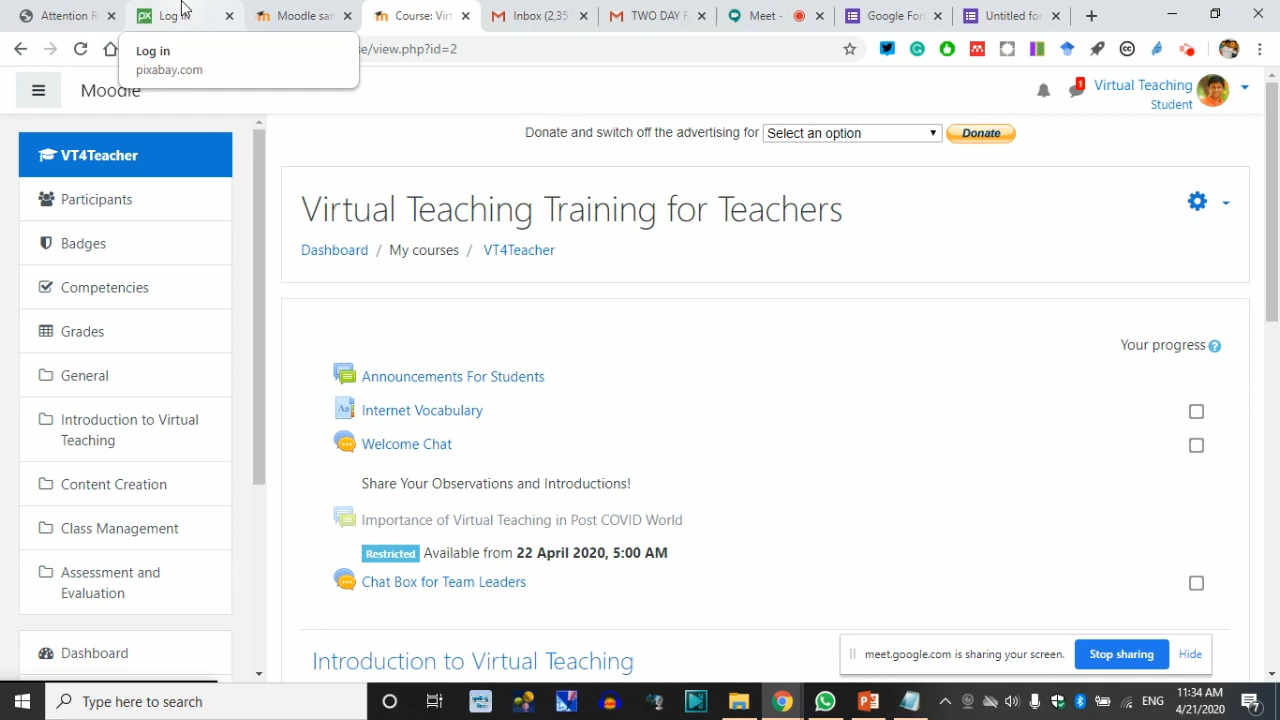 Attention R
Log in
Moodle sar
Course: Vir
Inbox (2,35
TWO DAY F
Meet -
Google For
Untitled for
Log in
pixabay.com
se/view.php?id=2
Moodle
1
Virtual Teaching
Student
Donate and switch off the advertising for Select an option Donate
VT4Teacher
Participants
Badges
Competencies
Grades
General
Introduction to Virtual
Teaching
Content Creation
Class Management
Assessment and
Evaluation
Dashboard
Virtual Teaching Training for Teachers
Dashboard / My courses / VT4Teacher
Your progress
Announcements For Students
Internet Vocabulary
Welcome Chat
Share Your Observations and Introductions!
Importance of Virtual Teaching in Post COVID World
Restricted Available from 22 April 2020, 5:00 AM
Chat Box for Team Leaders
Introduction to Virtual Teaching
meet.google.com is sharing your screen. Stop sharing Hide
Type here to search
ENG
11:34 AM
4/21/2020
7